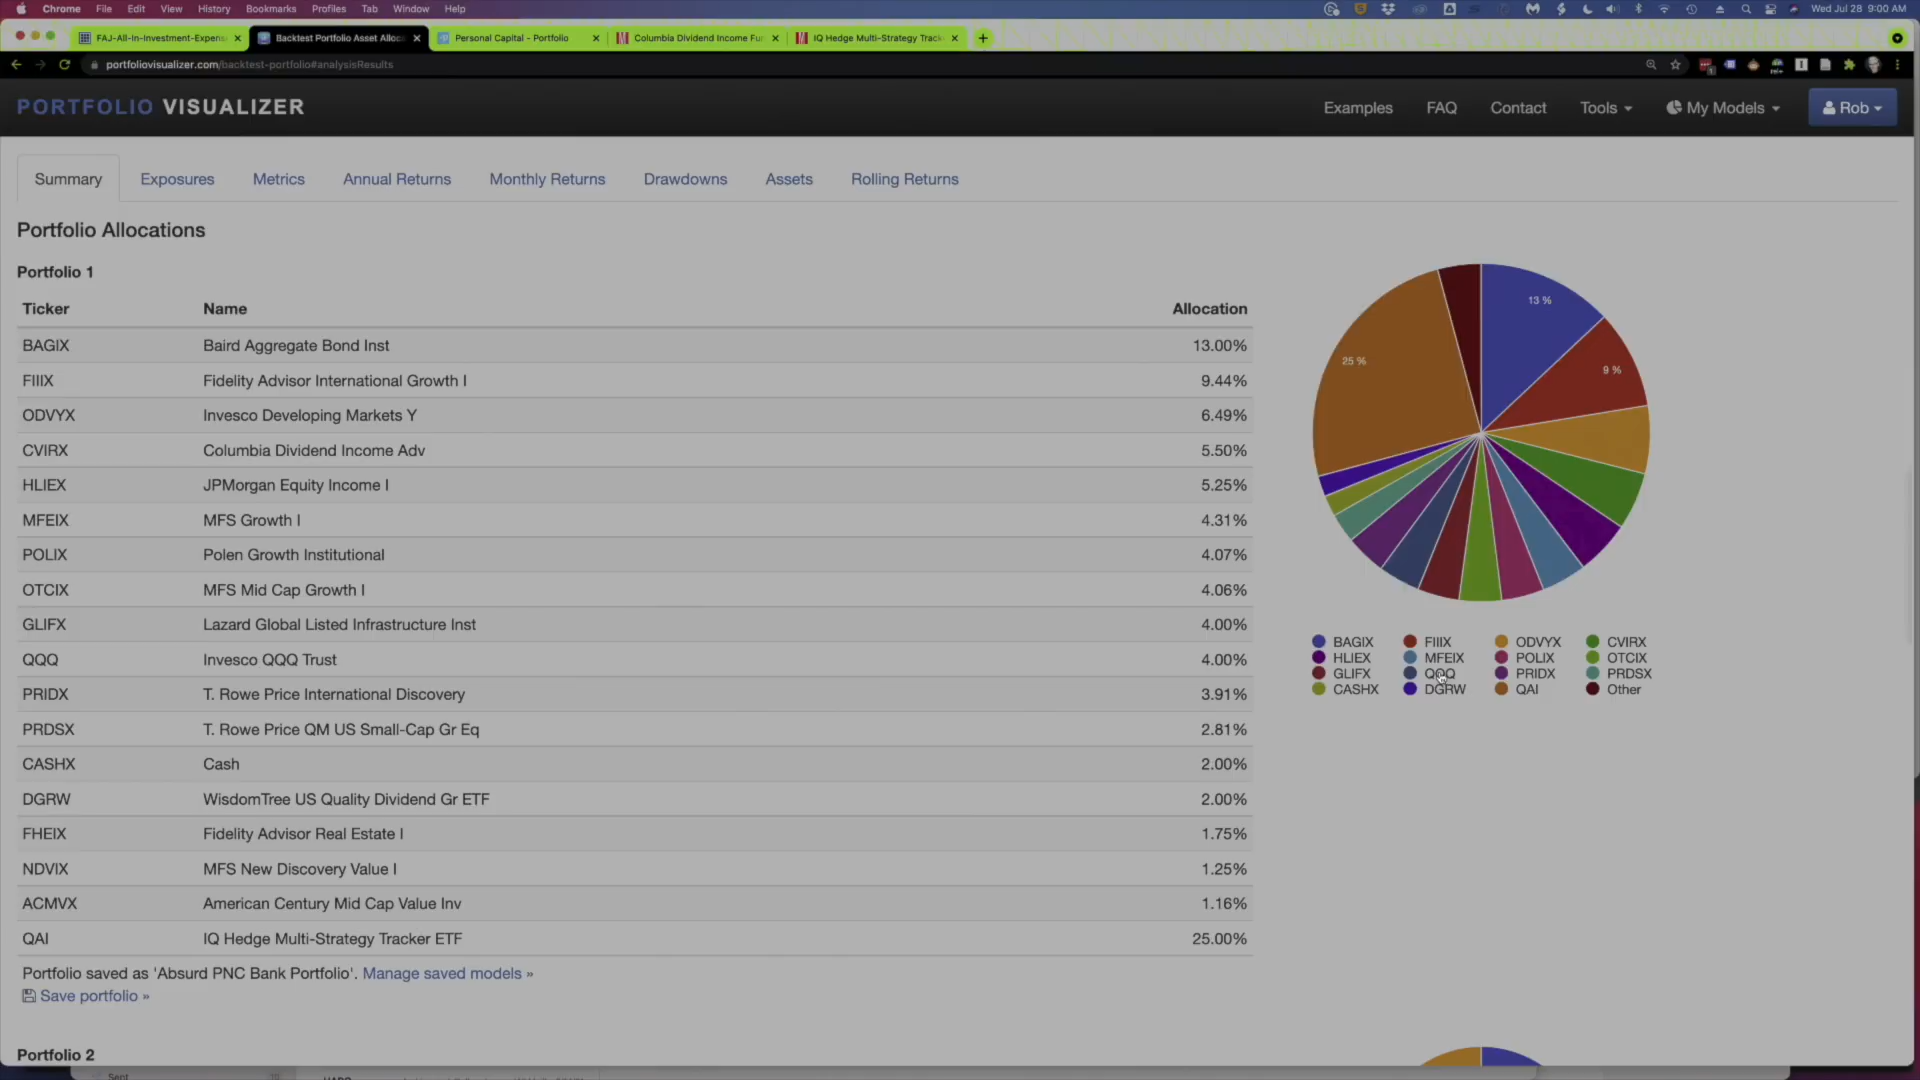 Chrome File Edit View History Bookmarks Profiles Tab Window Help Wed Jul 28 9:00 AM
FAJ-All-In-Investment-Expens Backtest Portfolio Asset Alloc Personal Capital - Portfolio Columbia Dividend Income Fun IQ Hedge Multi-Strategy Track
portfoliovisualizer.com/backtest-portfolio#analysisResults
PORTFOLIO VISUALIZER Examples FAQ Contact Tools My Models Rob
Summary Exposures Metrics Annual Returns Monthly Returns Drawdowns Assets Rolling Returns
Portfolio Allocations
Portfolio 1
Ticker Name Allocation
BAGIX Baird Aggregate Bond Inst 13.00%
FIIIX Fidelity Advisor International Growth I 9.44%
ODVYX Invesco Developing Markets Y 6.49%
CVIRX Columbia Dividend Income Adv 5.50%
HLIEX JPMorgan Equity Income I 5.25%
MFEIX MFS Growth I 4.31%
POLIX Polen Growth Institutional 4.07%
OTCIX MFS Mid Cap Growth I 4.06%
GLIFX Lazard Global Listed Infrastructure Inst 4.00%
QQQ Invesco QQQ Trust 4.00%
PRIDX T. Rowe Price International Discovery 3.91%
PRDSX T. Rowe Price QM US Small-Cap Gr Eq 2.81%
CASHX Cash 2.00%
DGRW WisdomTree US Quality Dividend Gr ETF 2.00%
FHEIX Fidelity Advisor Real Estate I 1.75%
NDVIX MFS New Discovery Value I 1.25%
ACMVX American Century Mid Cap Value Inv 1.16%
QAI IQ Hedge Multi-Strategy Tracker ETF 25.00%
Portfolio saved as 'Absurd PNC Bank Portfolio'. Manage saved models »
Save portfolio »
Portfolio 2
13 %
25 %
9 %
BAGIX FIIIX ODVYX CVIRX
HLIEX MFEIX POLIX OTCIX
GLIFX QQQ PRIDX PRDSX
CASHX DGRW QAI Other
Sent